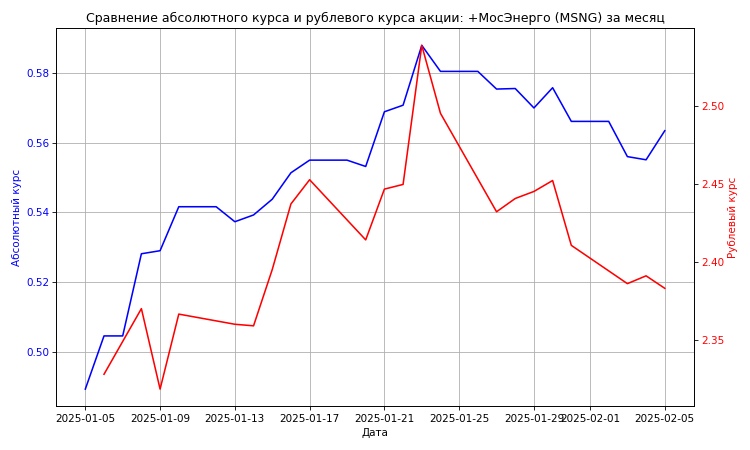 Сравнение абсолютного курса и рублевого курса акции: +МосЭнерго (MSNG) за месяц
0.58
0.56
0.54
0.52
0.50
Абсолютный курс
2.50
2.45
2.40
2.35
Рублевый курс
2025-01-05 2025-01-09 2025-01-13 2025-01-17 2025-01-21 2025-01-25 2025-01-29 2025-02-01 2025-02-05
Дата